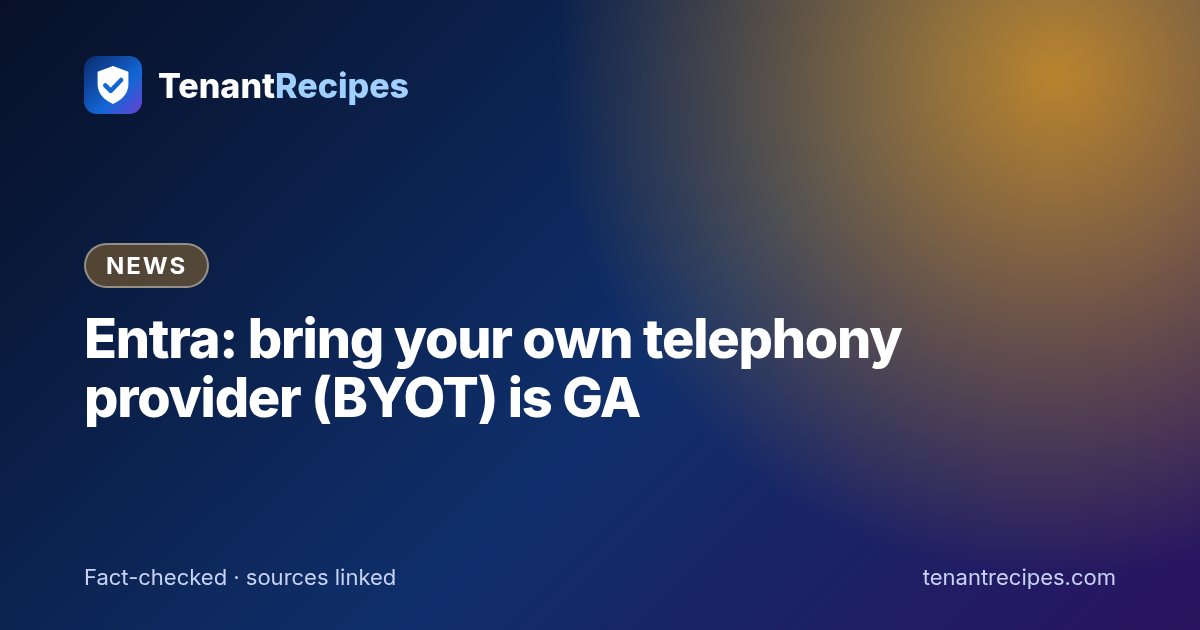 TenantRecipes
NEWS
Entra: bring your own telephony
provider (BYOT) is GA
Fact-checked · sources linked
tenantrecipes.com